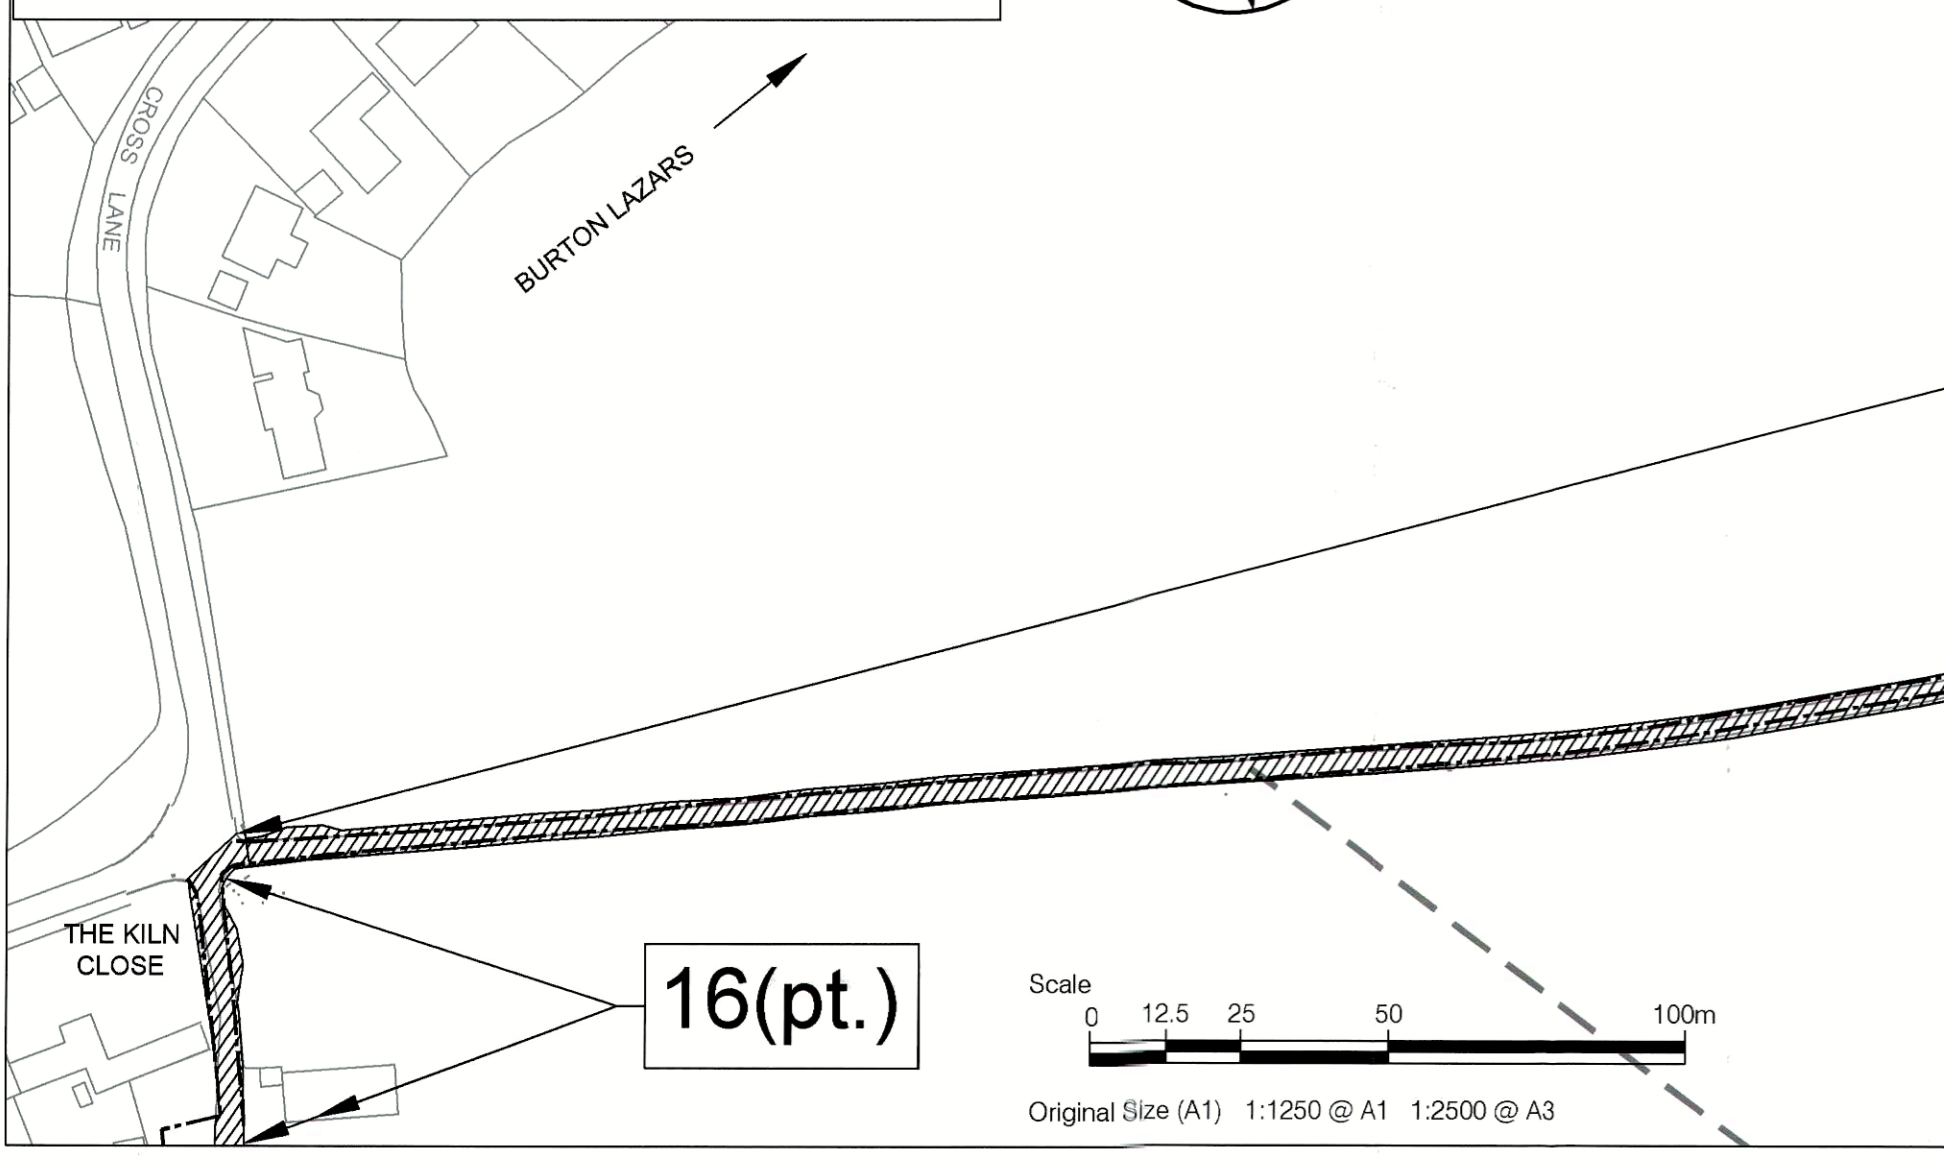 CROSS LANE
BURTON LAZARS
THE KILN
CLOSE
16(pt.)
Scale
0 12.5 25 50 100m
Original Size (A1) 1:1250 @ A1 1:2500 @ A3